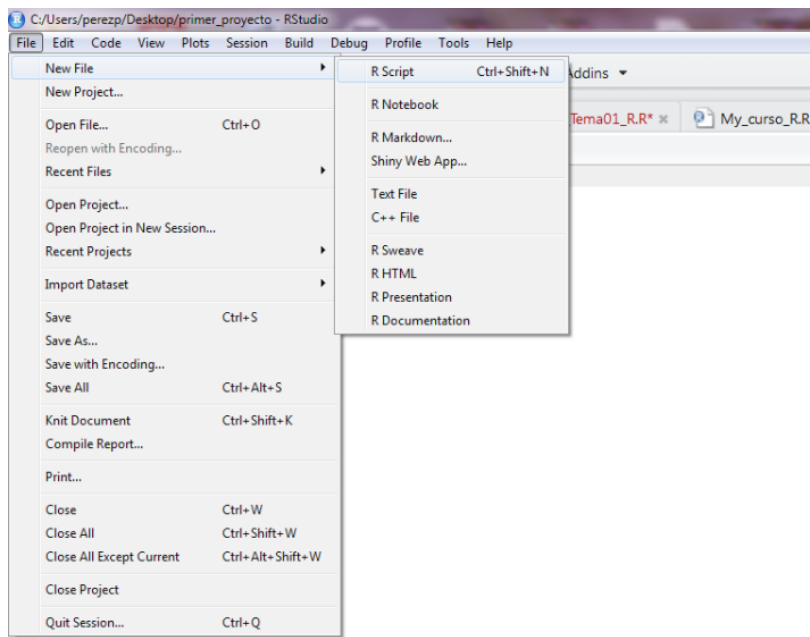 C:/Users/perezp/Desktop/primer_proyecto - RStudio
File Edit Code View Plots Session Build Debug Profile Tools Help
New File
New Project...
Open File... Ctrl+O
Reopen with Encoding...
Recent Files
Open Project...
Open Project in New Session...
Recent Projects
Import Dataset
Save Ctrl+S
Save As...
Save with Encoding...
Save All Ctrl+Alt+S
Knit Document Ctrl+Shift+K
Compile Report...
Print...
Close Ctrl+W
Close All Ctrl+Shift+W
Close All Except Current Ctrl+Alt+Shift+W
Close Project
Quit Session... Ctrl+Q
R Script Ctrl+Shift+N
R Notebook
R Markdown...
Shiny Web App...
Text File
C++ File
R Sweave
R HTML
R Presentation
R Documentation
Addins
_Tema01_R.R* My_curso_R.R